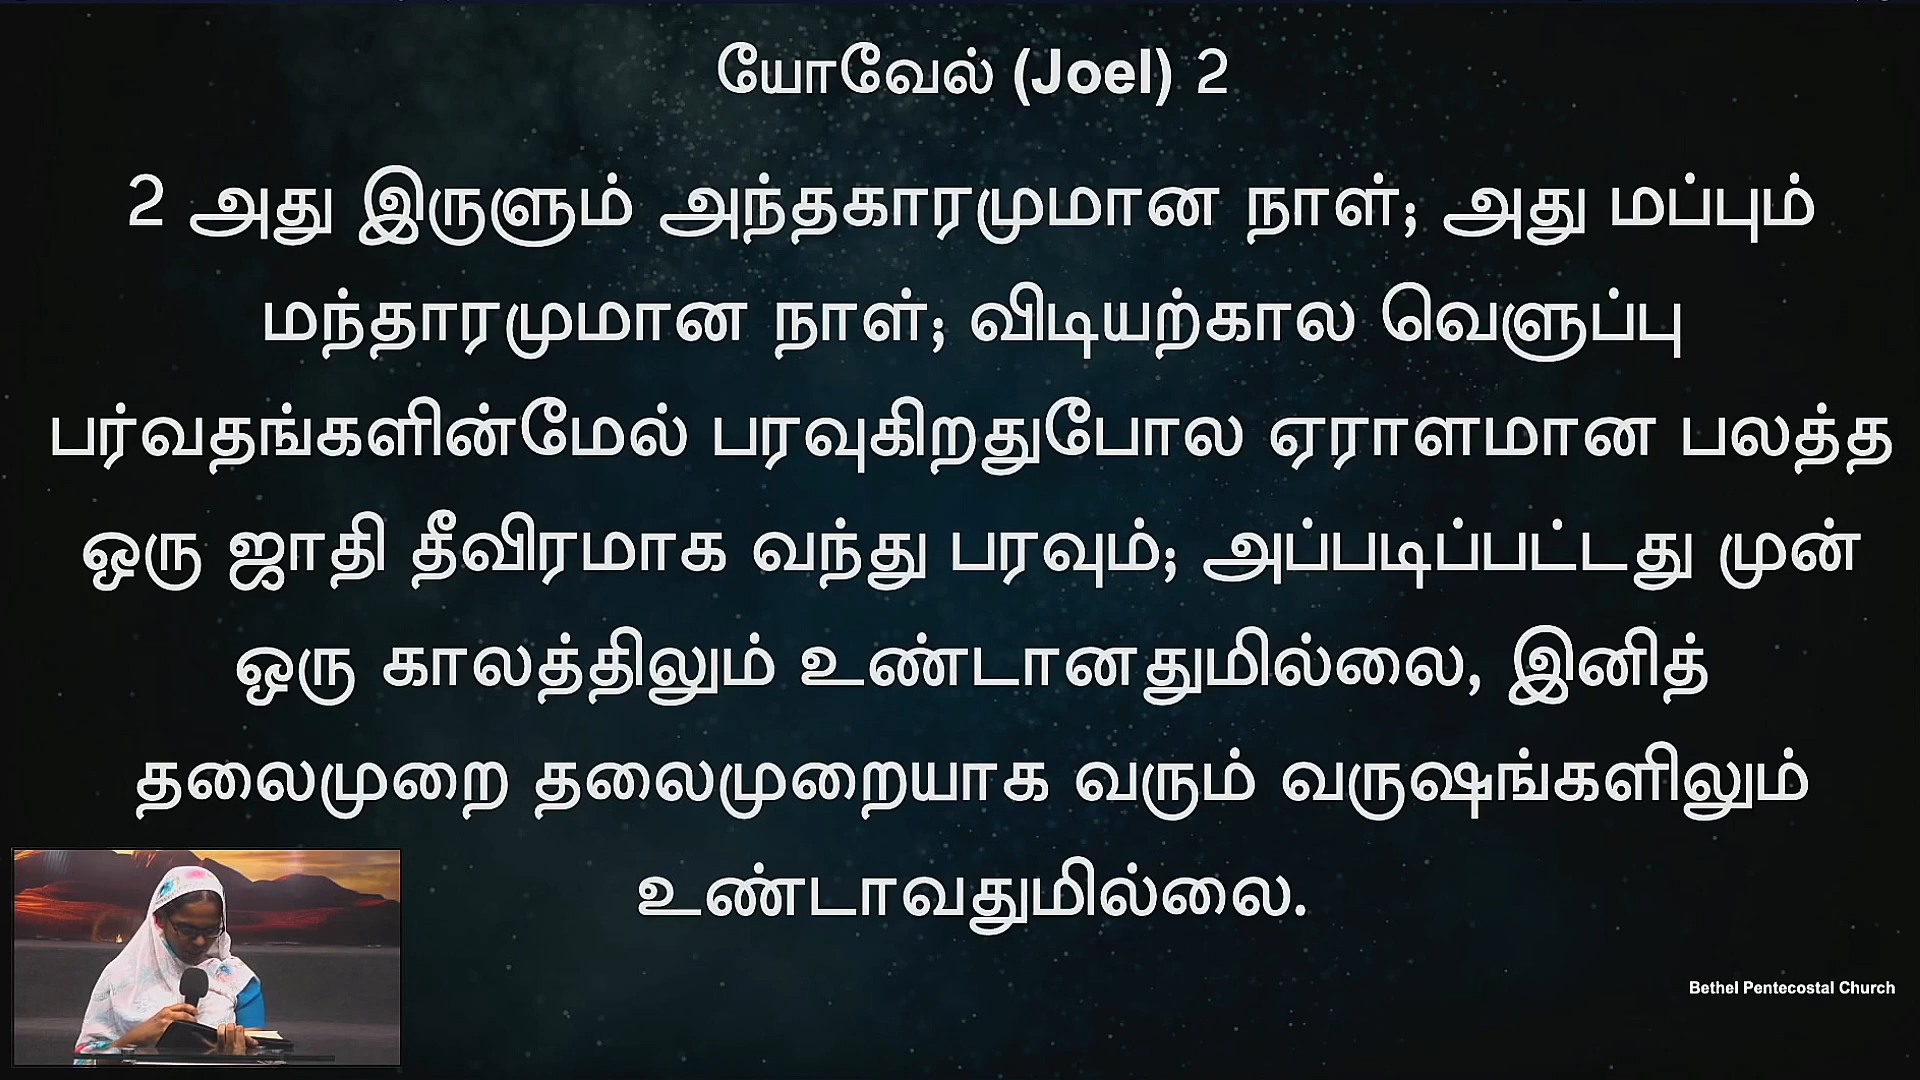 யோவேல் (Joel) 2
2 அது இருளும் அந்தகாரமுமான நாள்; அது மப்பும்
மந்தாரமுமான நாள்; விடியற்கால வெளுப்பு
பர்வதங்களின்மேல் பரவுகிறதுபோல ஏராளமான பலத்த
ஒரு ஜாதி தீவிரமாக வந்து பரவும்; அப்படிப்பட்டது முன்
ஒரு காலத்திலும் உண்டானதுமில்லை, இனித்
தலைமுறை தலைமுறையாக வரும் வருஷங்களிலும்
உண்டாவதுமில்லை.
Bethel Pentecostal Church